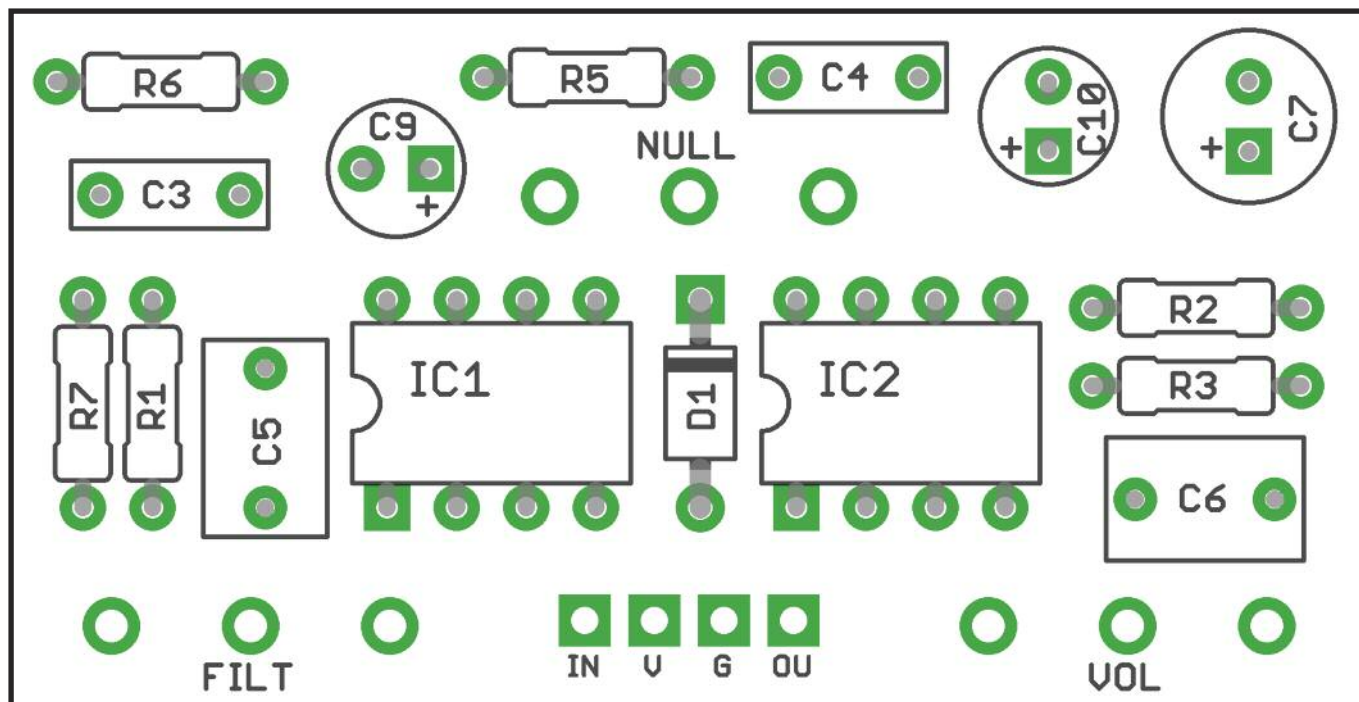 R6
R5
C4
C10
C7
+
+
C9
NULL
+
C3
R2
R3
IC1
IC2
R7
R1
C5
D1
C6
IN V G OU
FILT
VOL